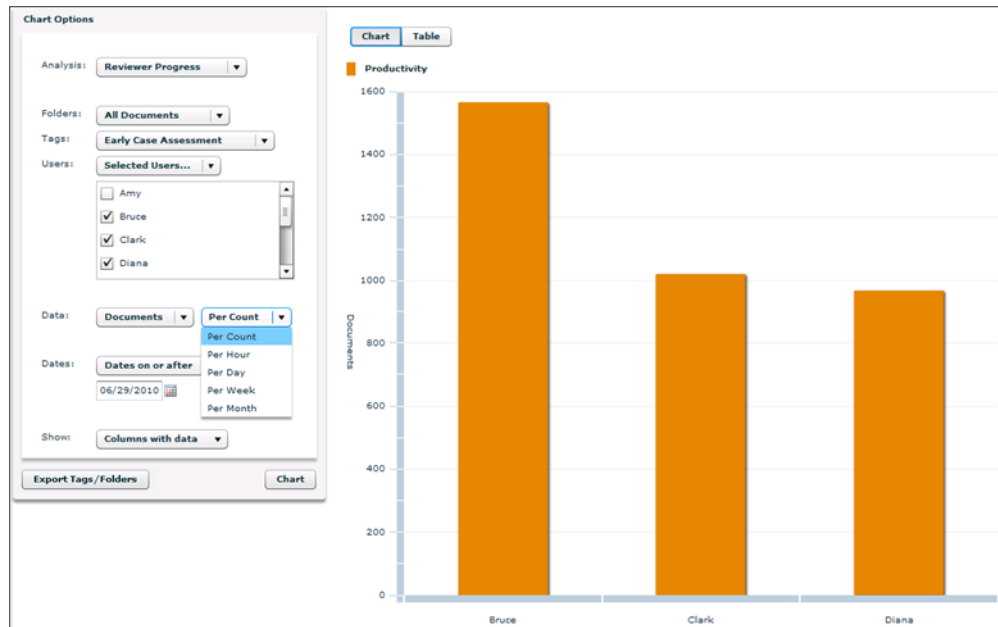 Chart Options
Analysis: Reviewer Progress
Folders: All Documents
Tags: Early Case Assessment
Users: Selected Users...
Amy
Bruce
Clark
Diana
Data: Documents Per Count
Per Count
Per Hour
Per Day
Per Week
Per Month
Dates: Dates on or after
06/29/2010
Show: Columns with data
Export Tags/Folders Chart
Chart Table
Productivity
1600
1400
1200
1000
800
600
400
200
0
Documents
Bruce Clark Diana